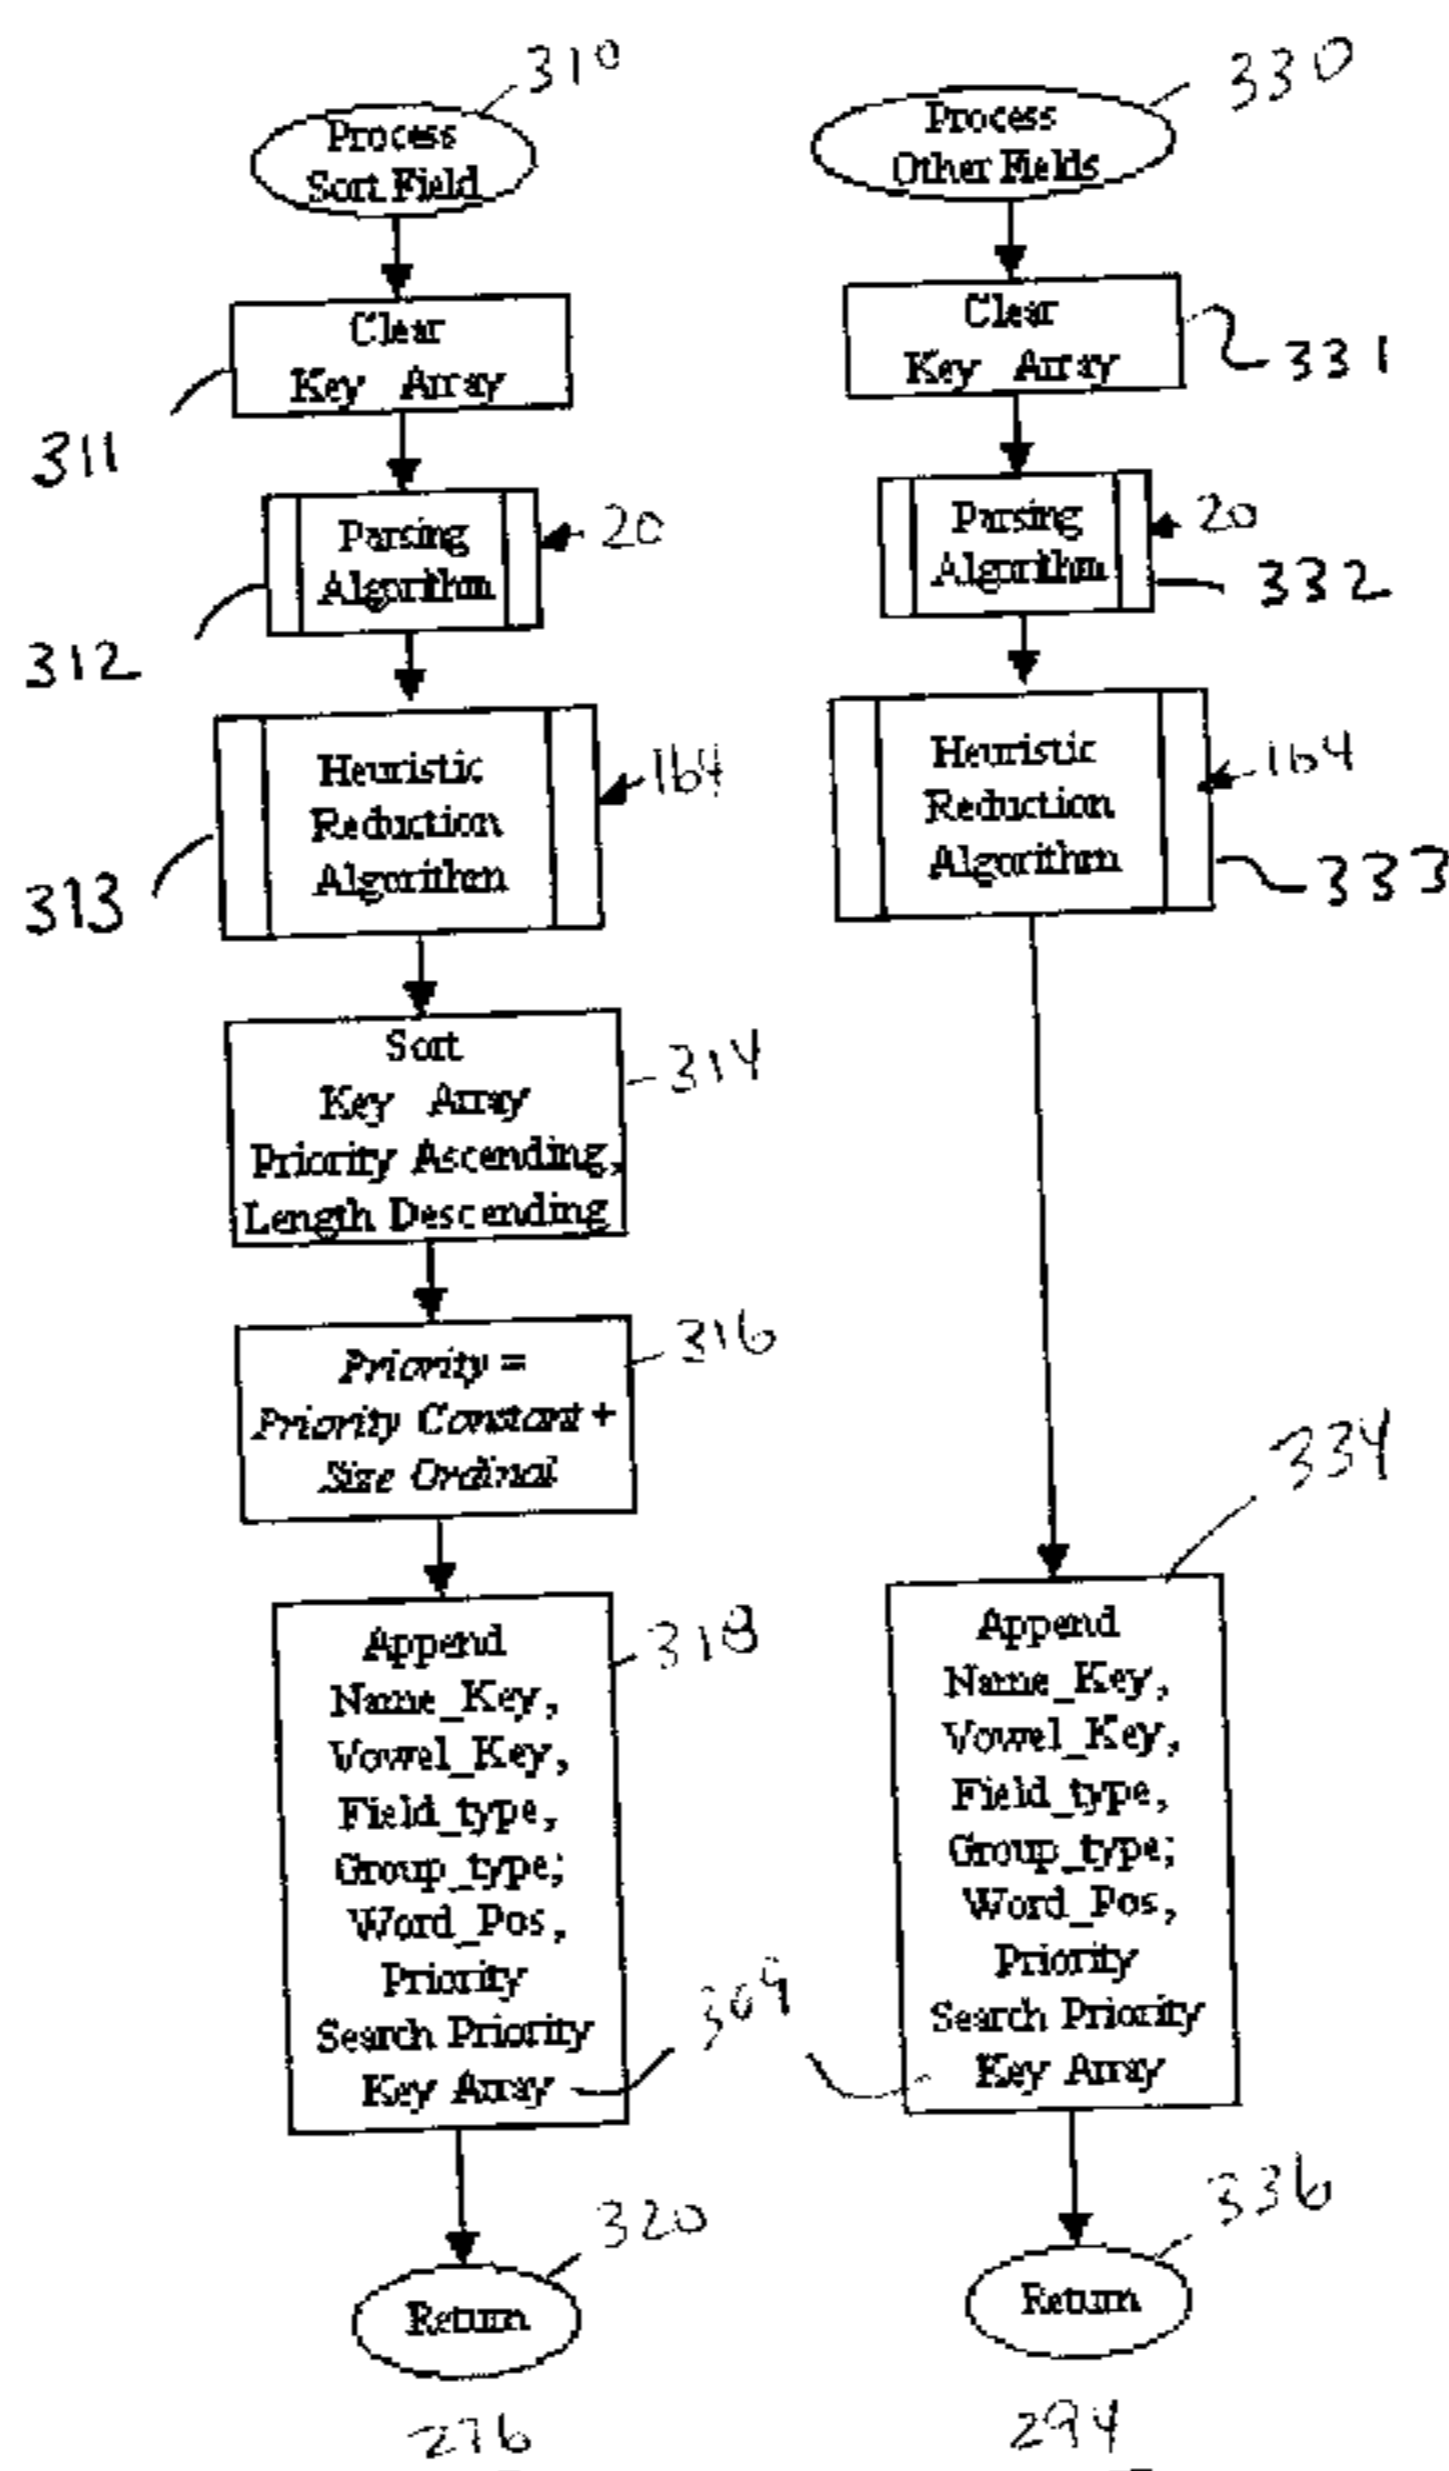 310
Process
Sort Field
Clear
Key Array
311
Parsing
Algorithm
20
312
Heuristic
Reduction
Algorithm
164
313
Sort
Key Array
Priority Ascending,
Length Descending
314
Priority =
Priority Constant +
Size Ordinal
316
Append
Name_Key,
Vowel_Key,
Field_type,
Group_type;
Word_Pos,
Priority
Search Priority
Key Array
318
309
Return
320
276
330
Process
Other Fields
Clear
Key Array
331
Parsing
Algorithm
20
332
Heuristic
Reduction
Algorithm
164
333
334
Append
Name_Key,
Vowel_Key,
Field_type,
Group_type;
Word_Pos,
Priority
Search Priority
Key Array
336
Return
294